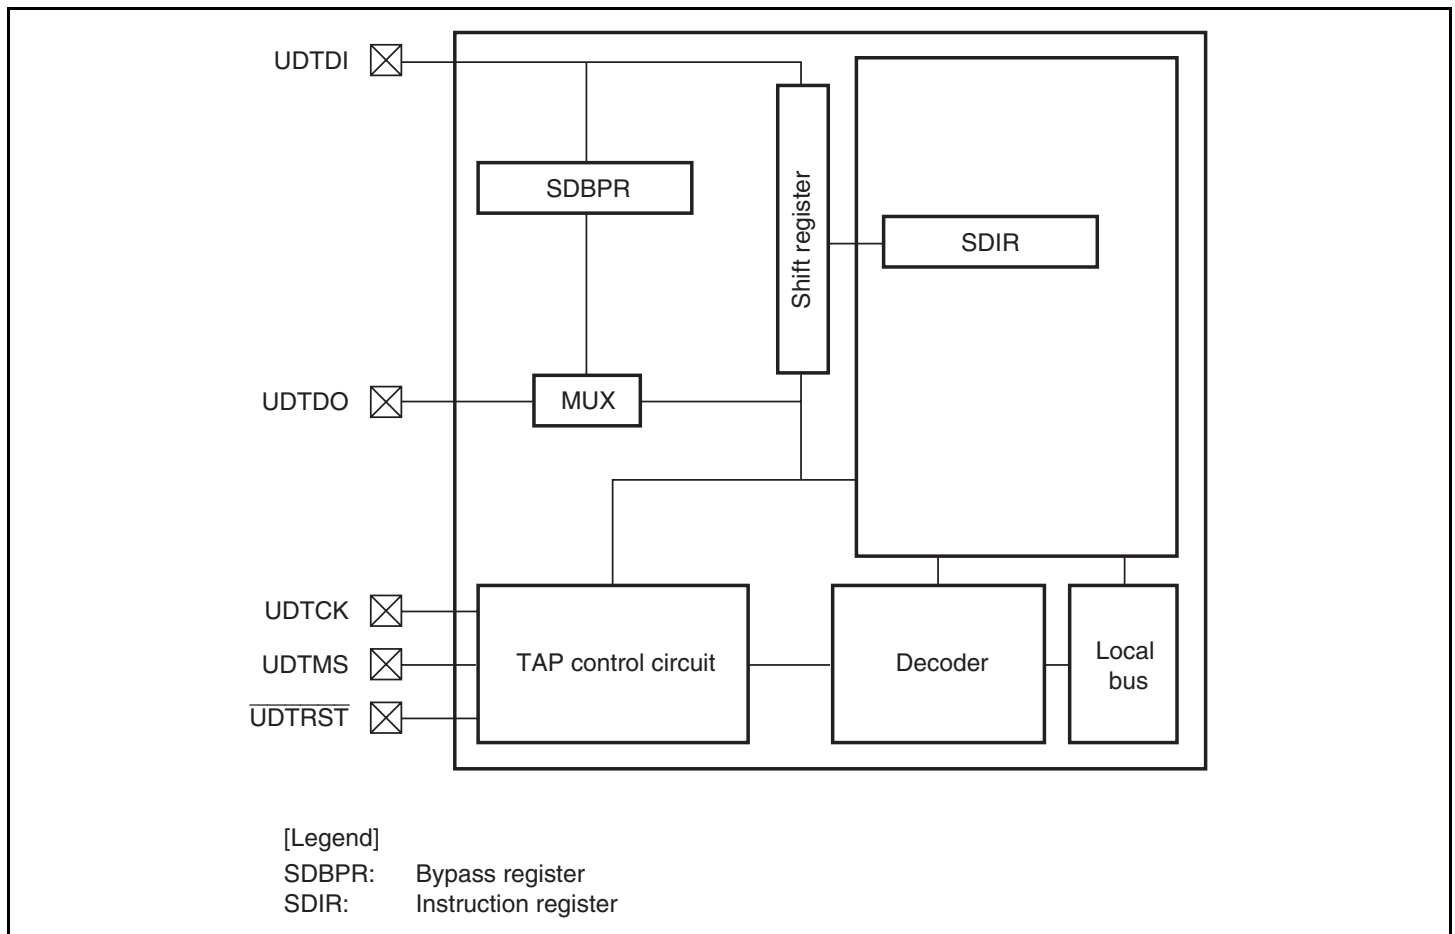 UDTDI
SDBPR
Shift register
SDIR
UDTDO
MUX
UDTCK
UDTMS
UDTRST
TAP control circuit
Decoder
Local
bus
[Legend]
SDBPR: Bypass register
SDIR: Instruction register